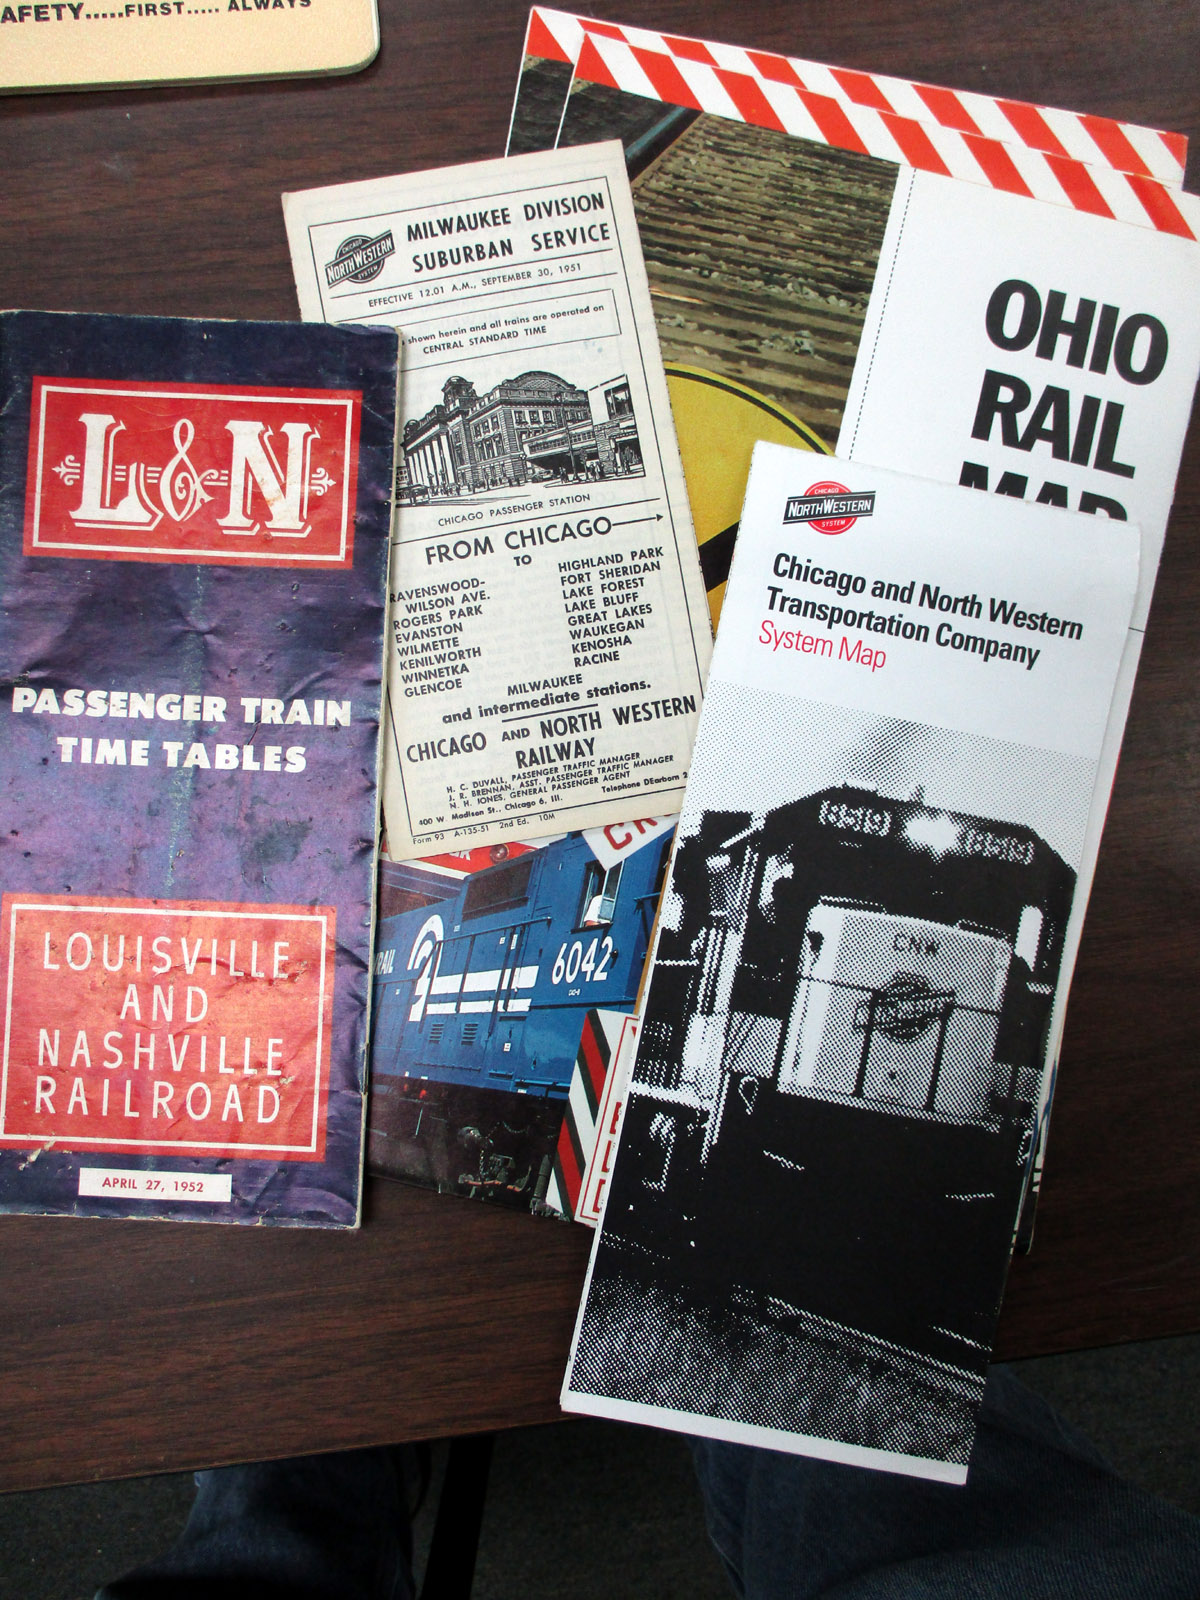 AFETY.....FIRST..... ALWAYS
L&N
PASSENGER TRAIN
TIME TABLES
LOUISVILLE
AND
NASHVILLE
RAILROAD
APRIL 27, 1952
CHICAGO
NORTH WESTERN
SYSTEM
MILWAUKEE DIVISION
SUBURBAN SERVICE
EFFECTIVE 12.01 A.M., SEPTEMBER 30, 1951
shown herein and all trains are operated on
CENTRAL STANDARD TIME
CHICAGO PASSENGER STATION
FROM CHICAGO
TO
RAVENSWOOD-
WILSON AVE.
ROGERS PARK
EVANSTON
WILMETTE
KENILWORTH
WINNETKA
GLENCOE
HIGHLAND PARK
FORT SHERIDAN
LAKE FOREST
LAKE BLUFF
GREAT LAKES
WAUKEGAN
KENOSHA
RACINE
MILWAUKEE
and intermediate stations.
CHICAGO AND NORTH WESTERN
RAILWAY
H. C. DUVALL, PASSENGER TRAFFIC MANAGER
J. R. BRENNAN, ASST. PASSENGER TRAFFIC MANAGER
N. H. JONES, GENERAL PASSENGER AGENT
400 W Madison St., Chicago 6, Ill. Telephone DEarborn 2
Form 93 A-135-51 2nd Ed. 10M
OHIO
RAIL
MAP
CR
RAIL
6042
CHICAGO
NORTH WESTERN
SYSTEM
Chicago and North Western
Transportation Company
System Map
CNW